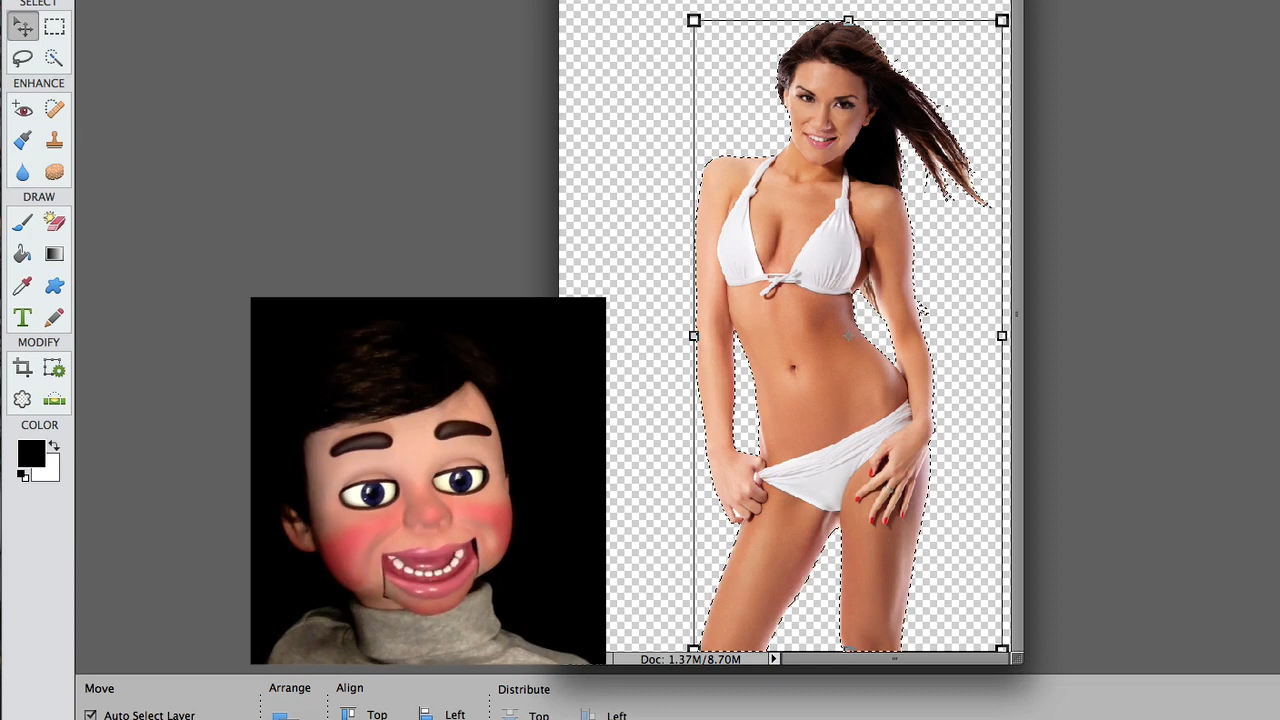 SELECT
ENHANCE
DRAW
T
MODIFY
COLOR
Doc: 1.37M/8.70M
Move
Arrange
Align
Distribute
Auto Select Layer
Top
Left
Top
Left